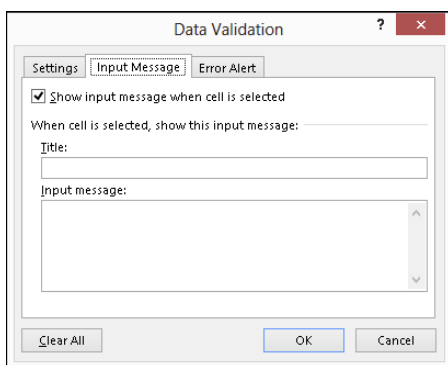 Data Validation
?
×
Settings
Input Message
Error Alert
Show input message when cell is selected
When cell is selected, show this input message:
Title:
Input message:
Clear All
OK
Cancel